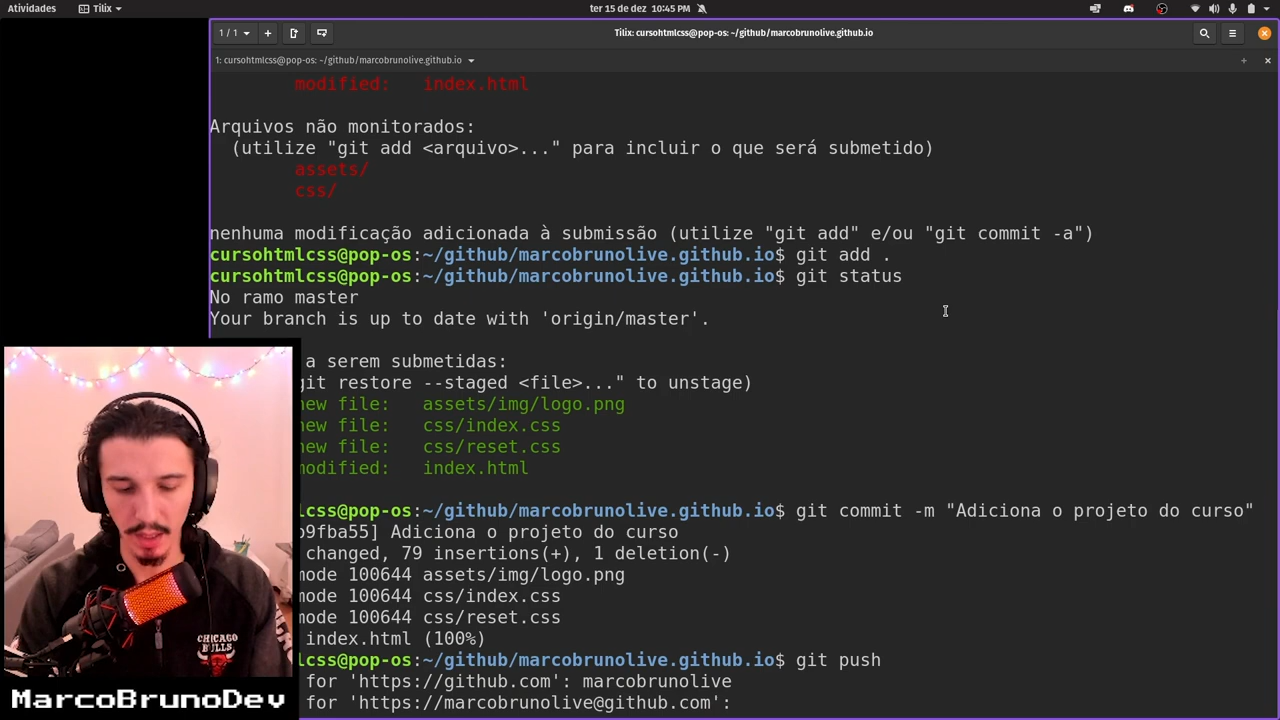 Atividades
Tilix
ter 15 de dez 10:45 PM
1 / 1
Tilix: cursohtmlcss@pop-os: ~/github/marcobrunolive.github.io
1: cursohtmlcss@pop-os: ~/github/marcobrunolive.github.io
modified: index.html
Arquivos não monitorados:
(utilize "git add <arquivo>..." para incluir o que será submetido)
assets/
css/
nenhuma modificação adicionada à submissão (utilize "git add" e/ou "git commit -a")
cursohtmlcss@pop-os:~/github/marcobrunolive.github.io$ git add .
cursohtmlcss@pop-os:~/github/marcobrunolive.github.io$ git status
No ramo master
Your branch is up to date with 'origin/master'.
a serem submetidas:
git restore --staged <file>..." to unstage)
new file: assets/img/logo.png
new file: css/index.css
new file: css/reset.css
modified: index.html
lcss@pop-os:~/github/marcobrunolive.github.io$ git commit -m "Adiciona o projeto do curso"
b9fba55] Adiciona o projeto do curso
changed, 79 insertions(+), 1 deletion(-)
mode 100644 assets/img/logo.png
mode 100644 css/index.css
mode 100644 css/reset.css
index.html (100%)
lcss@pop-os:~/github/marcobrunolive.github.io$ git push
for 'https://github.com': marcobrunolive
for 'https://marcobrunolive@github.com':
CHICAGO
BULLS
MarcoBrunoDev